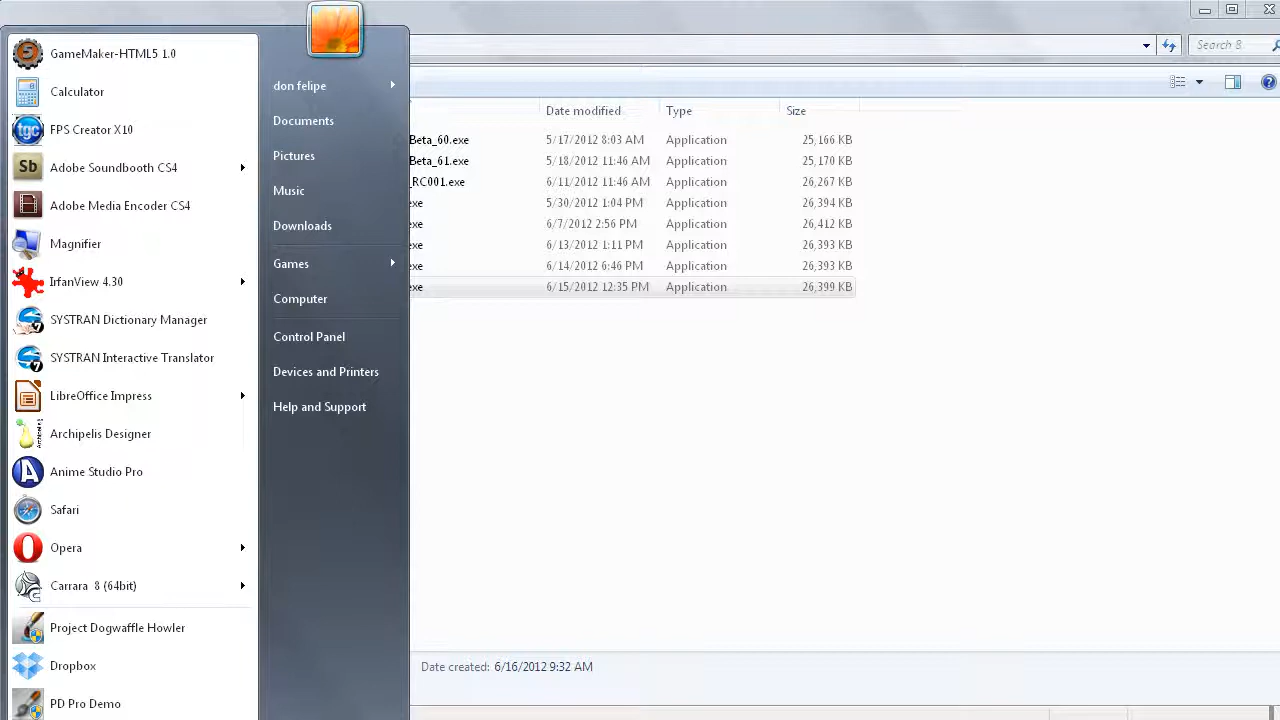 GameMaker-HTML5 1.0
Calculator
FPS Creator X10
Adobe Soundbooth CS4
Adobe Media Encoder CS4
Magnifier
IrfanView 4.30
SYSTRAN Dictionary Manager
SYSTRAN Interactive Translator
LibreOffice Impress
Archipelis Designer
Anime Studio Pro
Safari
Opera
Carrara 8 (64bit)
Project Dogwaffle Howler
Dropbox
PD Pro Demo
don felipe
Documents
Pictures
Music
Downloads
Games
Computer
Control Panel
Devices and Printers
Help and Support
Search 8
Date modified Type Size
Beta_60.exe 5/17/2012 8:03 AM Application 25,166 KB
Beta_61.exe 5/18/2012 11:46 AM Application 25,170 KB
_RC001.exe 6/11/2012 11:46 AM Application 26,267 KB
exe 5/30/2012 1:04 PM Application 26,394 KB
exe 6/7/2012 2:56 PM Application 26,412 KB
exe 6/13/2012 1:11 PM Application 26,393 KB
exe 6/14/2012 6:46 PM Application 26,393 KB
exe 6/15/2012 12:35 PM Application 26,399 KB
Date created: 6/16/2012 9:32 AM
tgc
Sb